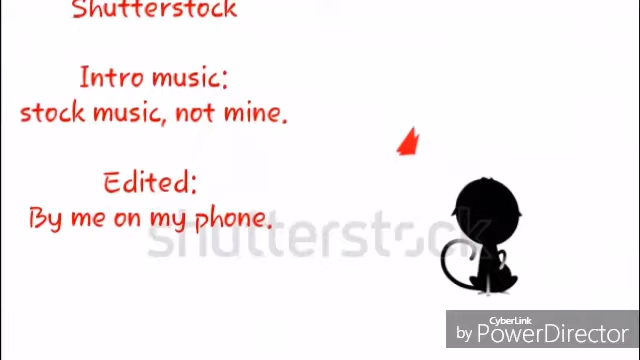 Shutterstock
Intro music:
stock music, not mine.
Edited:
By me on my phone.
shutterstock
CyberLink
by PowerDirector